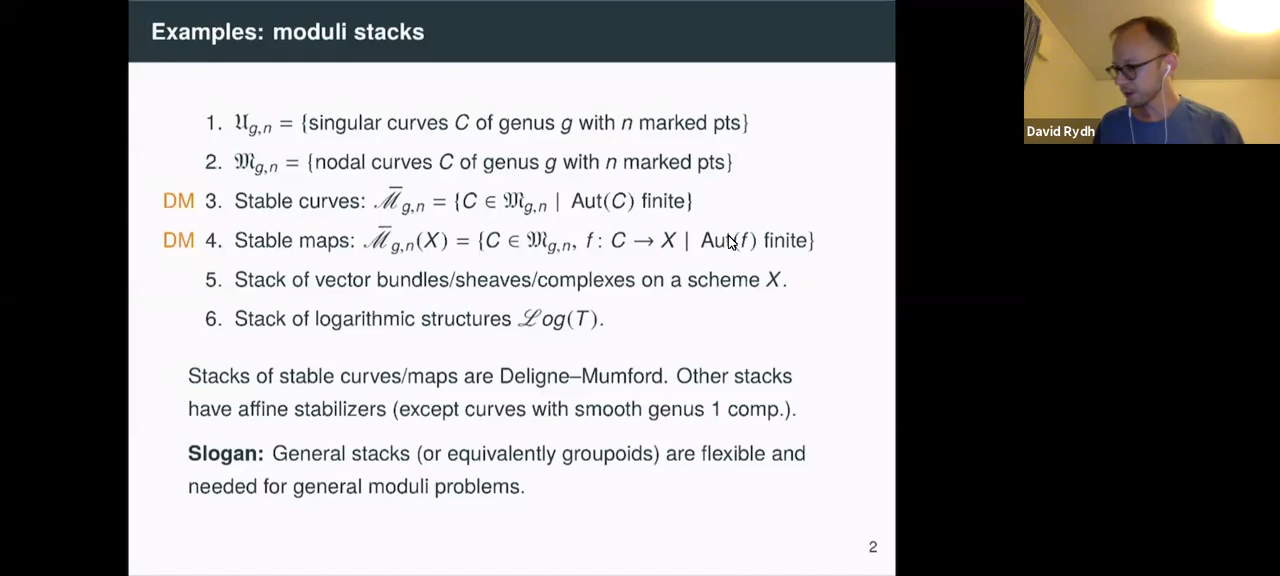 Examples: moduli stacks
1. 𝔘g,n = {singular curves C of genus g with n marked pts}
2. 𝔐g,n = {nodal curves C of genus g with n marked pts}
DM 3. Stable curves: ℳ̄g,n = {C ∈ 𝔐g,n | Aut(C) finite}
DM 4. Stable maps: ℳ̄g,n(X) = {C ∈ 𝔐g,n, f: C → X | Aut(f) finite}
5. Stack of vector bundles/sheaves/complexes on a scheme X.
6. Stack of logarithmic structures ℒog(T).
Stacks of stable curves/maps are Deligne–Mumford. Other stacks
have affine stabilizers (except curves with smooth genus 1 comp.).
Slogan: General stacks (or equivalently groupoids) are flexible and
needed for general moduli problems.
2
David Rydh